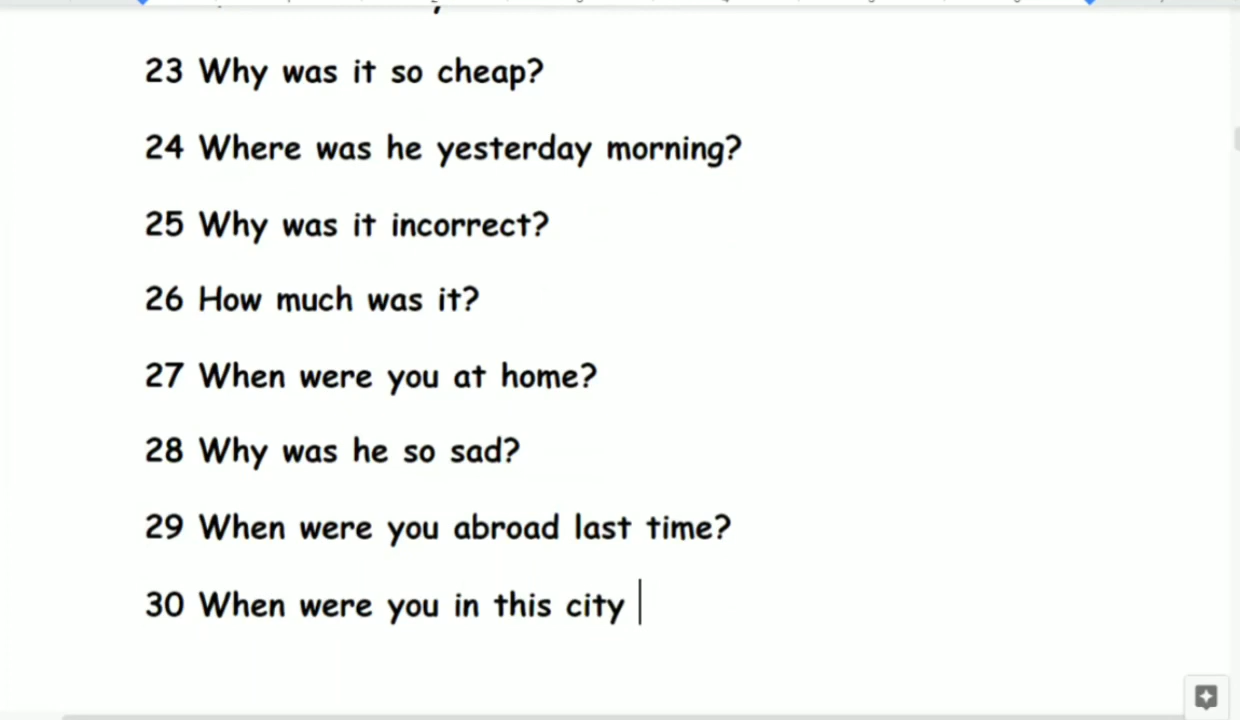 23 Why was it so cheap?
24 Where was he yesterday morning?
25 Why was it incorrect?
26 How much was it?
27 When were you at home?
28 Why was he so sad?
29 When were you abroad last time?
30 When were you in this city